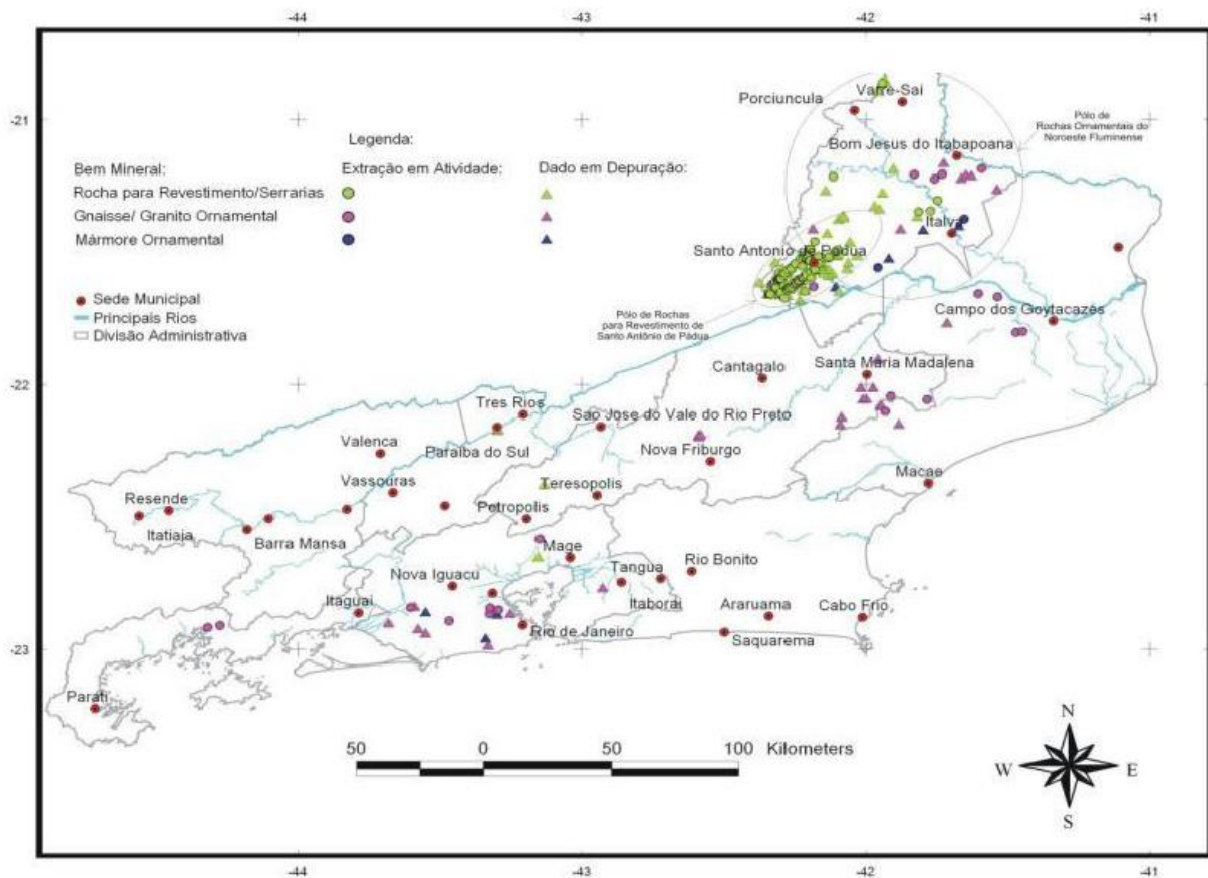 -44
-43
-42
-41
-21
-22
-23
Legenda:
Bem Mineral:
Extração em Atividade:
Dado em Depuração:
Rocha para Revestimento/Serrarias
Gnaisse/ Granito Ornamental
Mármore Ornamental
Sede Municipal
Principais Rios
Divisão Administrativa
Porciuncula
Varre-Sai
Pólo de
Rochas Ornamentais do
Noroeste Fluminense
Bom Jesus do Itabapoana
Italva
Santo Antonio de Padua
Pólo de Rochas
para Revestimento de
Santo Antônio de Pádua
Campo dos Goytacazes
Cantagalo
Santa Maria Madalena
Tres Rios
Sao Jose do Vale do Rio Preto
Valenca
Paraiba do Sul
Nova Friburgo
Macae
Vassouras
Teresopolis
Resende
Petropolis
Itatiaia
Barra Mansa
Mage
Nova Iguacu
Tangua
Rio Bonito
Itaguai
Itaborai
Araruama
Cabo Frio
Rio de Janeiro
Saquarema
Parati
50 0 50 100 Kilometers
N
W E
S
-44
-43
-42
-41
-21
-22
-23